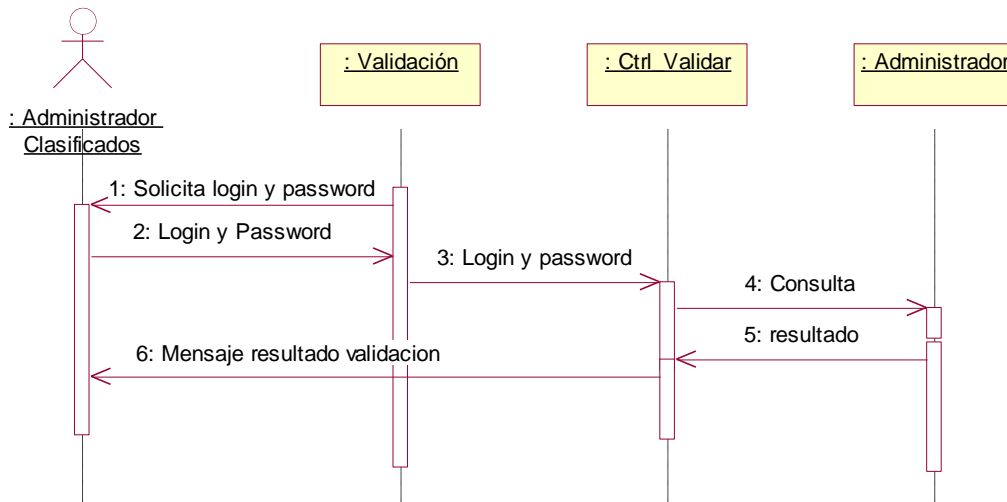 : Validación
: Ctrl_Validar
: Administrador
: Administrador
Clasificados
1: Solicita login y password
2: Login y Password
3: Login y password
4: Consulta
5: resultado
6: Mensaje resultado validacion